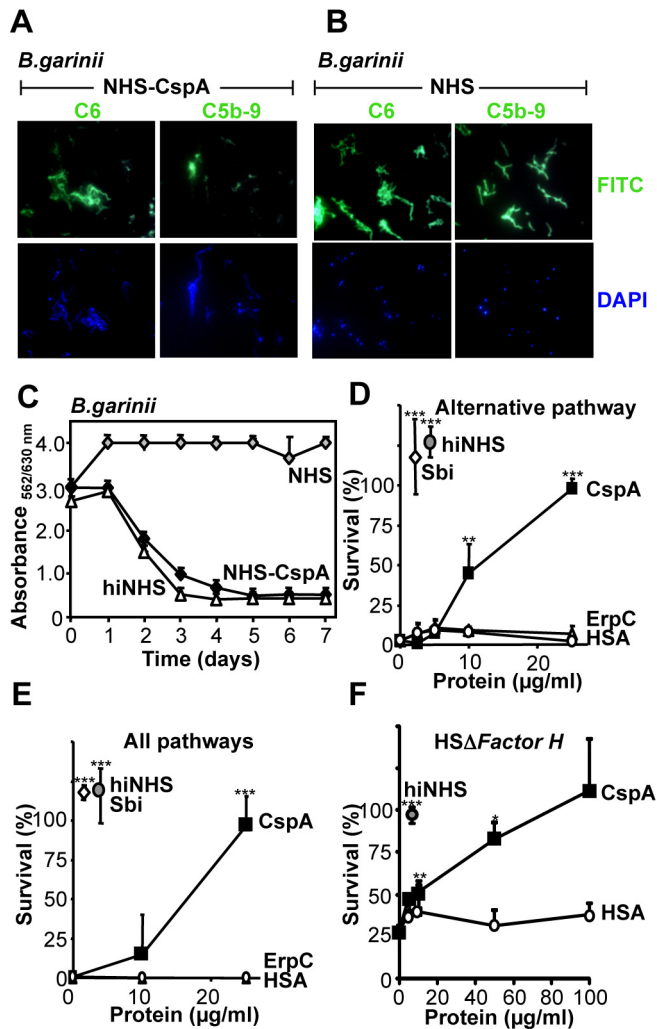 A
B.garinii
NHS-CspA
C6 C5b-9
B
B.garinii
NHS
C6 C5b-9
FITC
DAPI
C
B.garinii
Absorbance 562/630 nm
4.0
3.0
2.0
1.0
NHS
NHS-CspA
hiNHS
0 1 2 3 4 5 6 7
Time (days)
D
Alternative pathway
Survival (%)
100
75
50
25
0
*** ***
hiNHS
Sbi
***
CspA
**
ErpC
HSA
0 10 20
Protein (µg/ml)
E
All pathways
Survival (%)
100
75
50
25
0
***
***
hiNHS
Sbi
***
CspA
ErpC
HSA
0 10 20
Protein (µg/ml)
F
HSΔFactor H
Survival (%)
100
75
50
25
0
hiNHS
***
*
**
CspA
HSA
0 20 40 60 80 100
Protein (µg/ml)